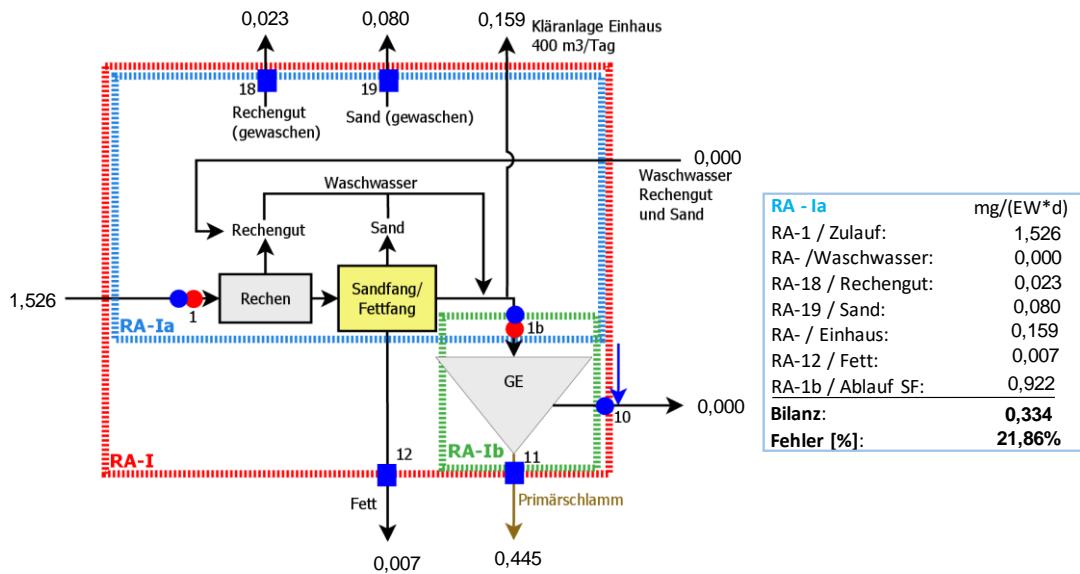 0,023
0,080
0,159
Kläranlage Einhaus
400 m3/Tag
18
19
Rechengut
(gewaschen)
Sand (gewaschen)
0,000
Waschwasser
Rechengut
und Sand
Waschwasser
Rechengut
Sand
1,526
1
Rechen
Sandfang/
Fettfang
RA-Ia
1b
GE
10
0,000
RA-I
12
RA-Ib
11
Fett
Primärschlamm
0,007
0,445
RA - Ia mg/(EW*d)
RA-1 / Zulauf: 1,526
RA- /Waschwasser: 0,000
RA-18 / Rechengut: 0,023
RA-19 / Sand: 0,080
RA- / Einhaus: 0,159
RA-12 / Fett: 0,007
RA-1b / Ablauf SF: 0,922
Bilanz: 0,334
Fehler [%]: 21,86%